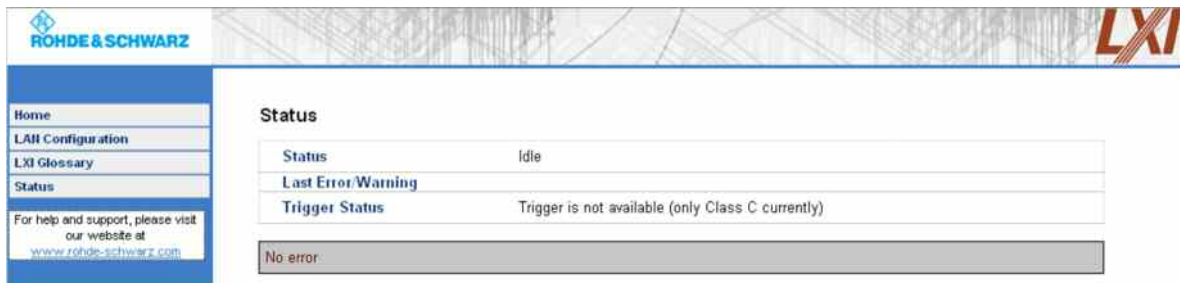 ROHDE & SCHWARZ
LXI
Home
LAN Configuration
LXI Glossary
Status
For help and support, please visit
our website at
www.rohde-schwarz.com
Status
Status Idle
Last Error/Warning
Trigger Status Trigger is not available (only Class C currently)
No error